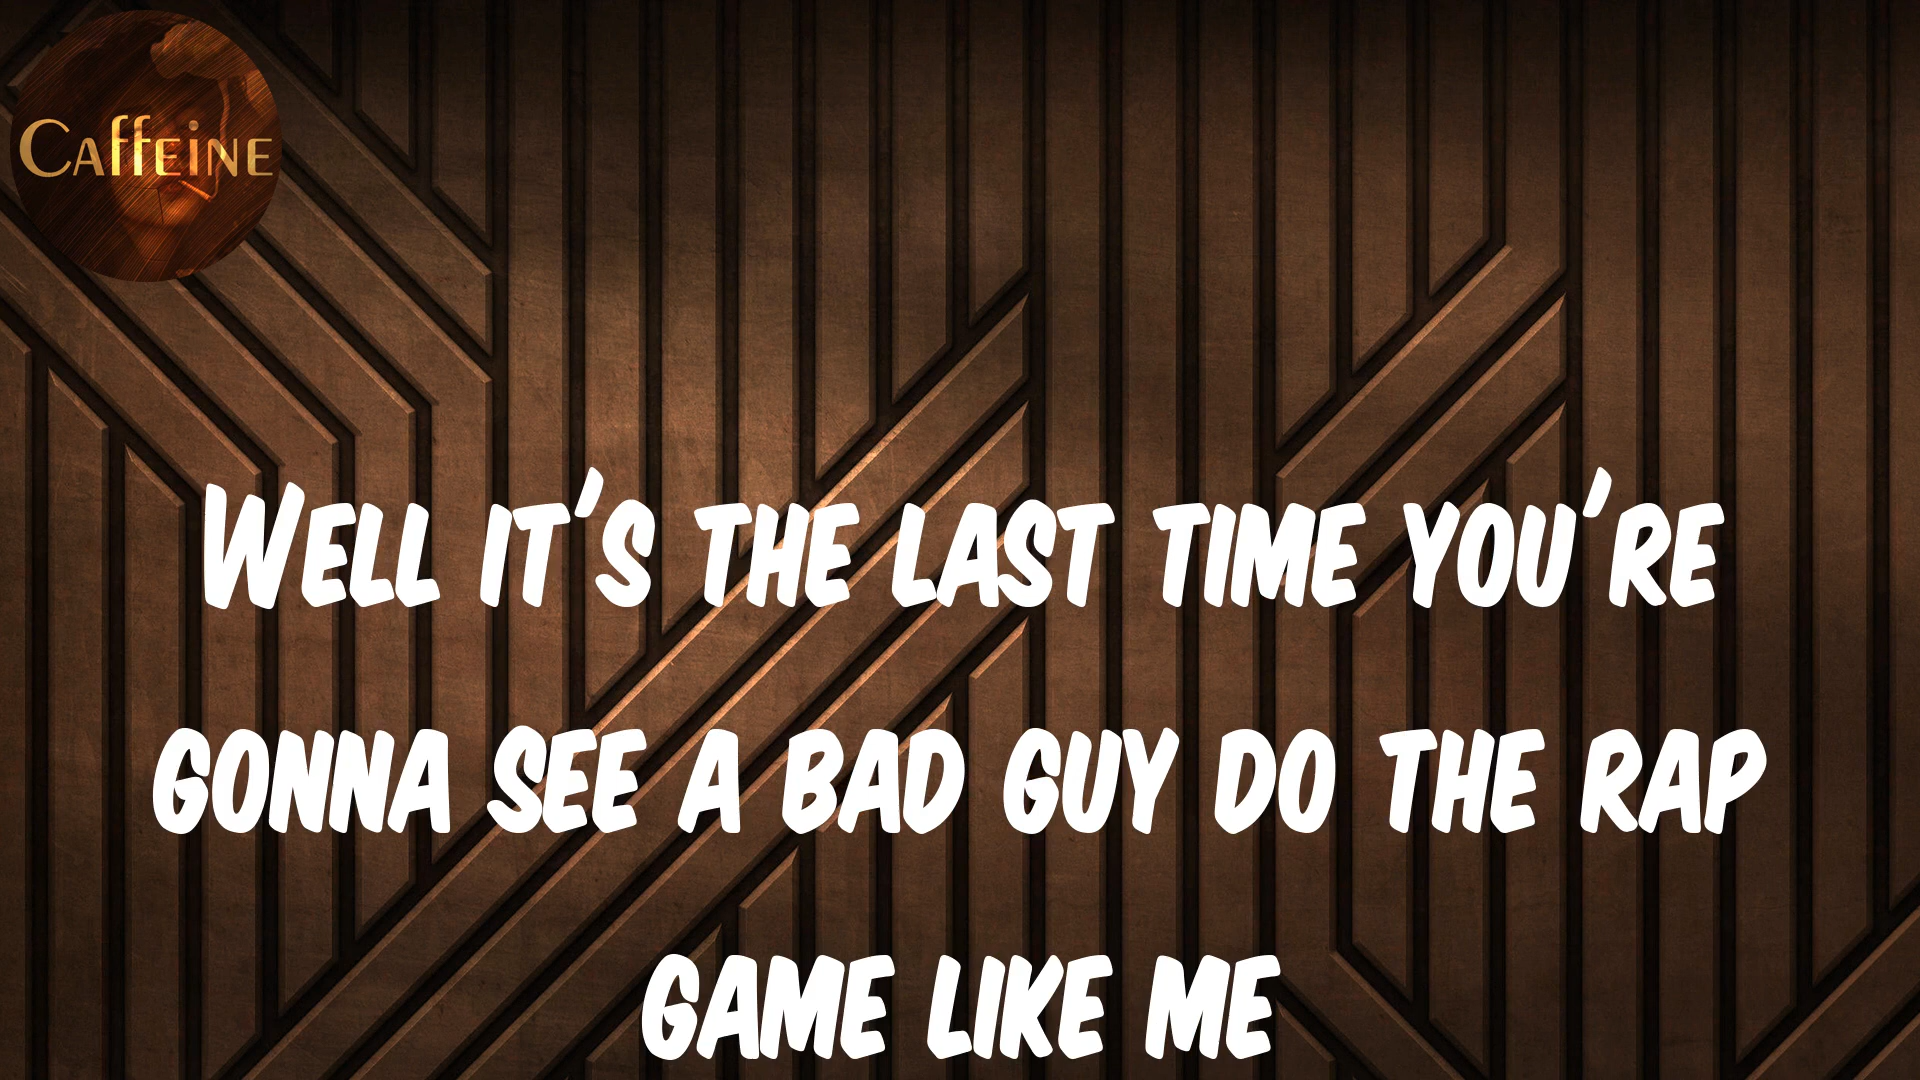 Caffeine
Well it's the last time you're
gonna see a bad guy do the rap
game like me